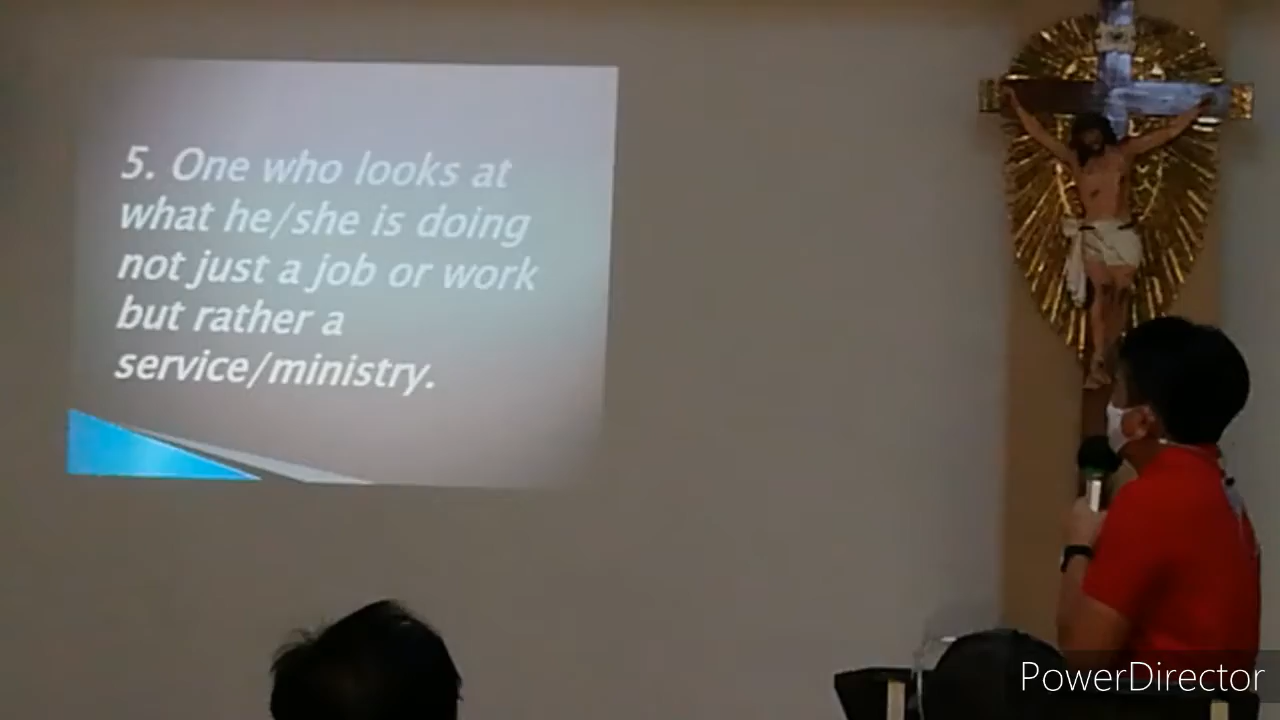 5. One who looks at
what he/she is doing
not just a job or work
but rather a
service/ministry.
PowerDirector